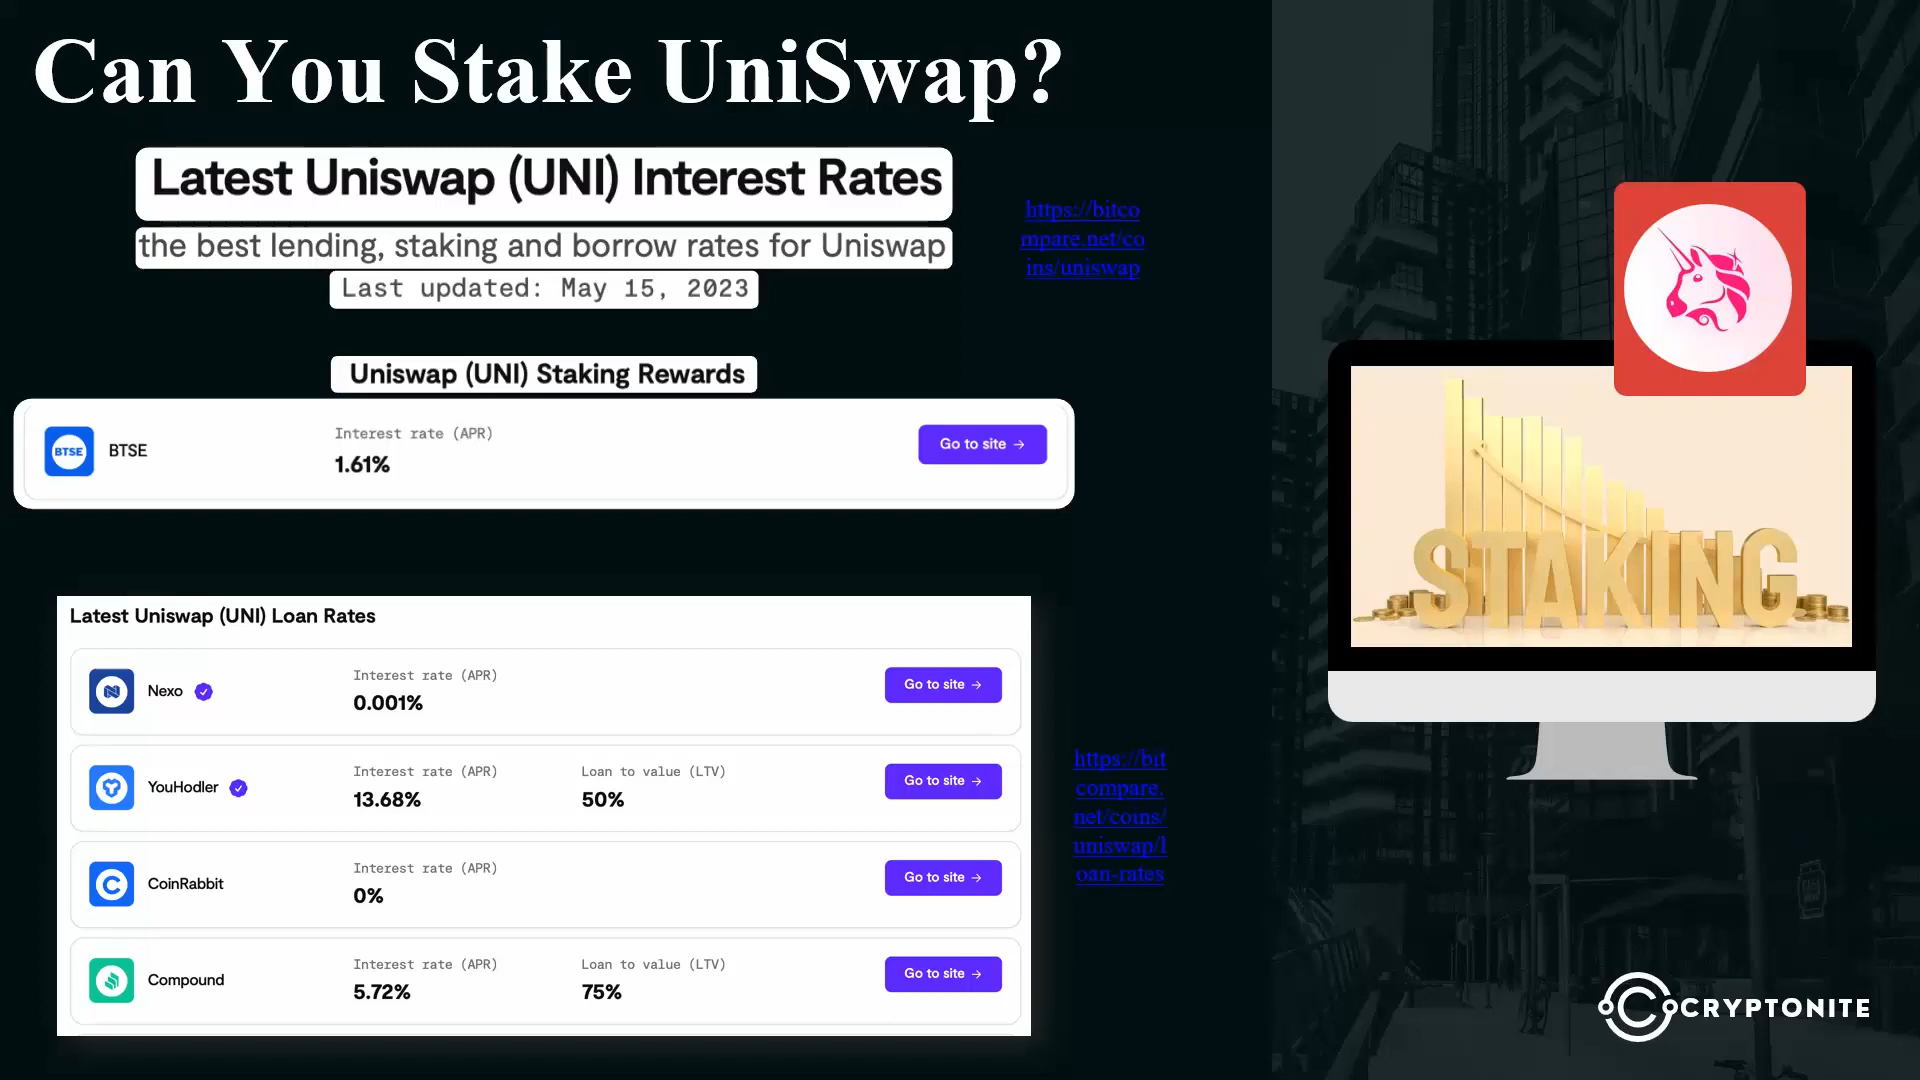 Can You Stake UniSwap?
Latest Uniswap (UNI) Interest Rates
the best lending, staking and borrow rates for Uniswap
Last updated: May 15, 2023
https://bitco
mpare.net/co
ins/uniswap
Uniswap (UNI) Staking Rewards
BTSE
BTSE
Interest rate (APR)
1.61%
Go to site →
STAKING
Latest Uniswap (UNI) Loan Rates
Nexo
Interest rate (APR)
0.001%
Go to site →
YouHodler
Interest rate (APR)
13.68%
Loan to value (LTV)
50%
Go to site →
CoinRabbit
Interest rate (APR)
0%
Go to site →
Compound
Interest rate (APR)
5.72%
Loan to value (LTV)
75%
Go to site →
https://bit
compare.
net/coins/
uniswap/l
oan-rates
CRYPTONITE